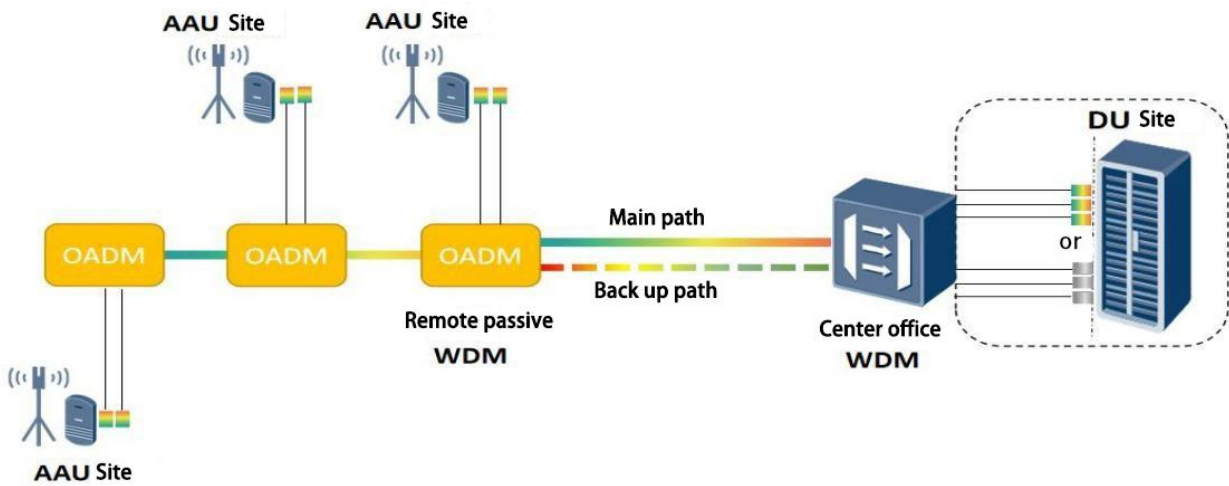 AAU Site
AAU Site
DU Site
or
Main path
Back up path
OADM
OADM
OADM
Remote passive
WDM
Center office
WDM
AAU Site